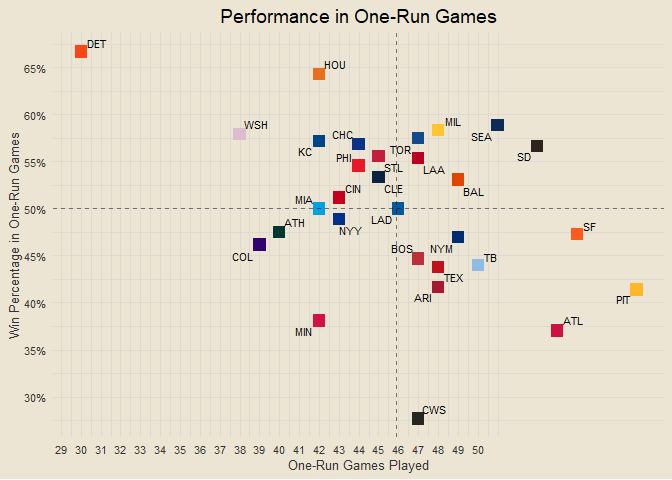 Performance in One-Run Games
DET
HOU
65%
MIL
60%
WSH
SEA
CHC
TOR
KC
SD
PHI
55%
STL
LAA
CIN
CLE
BAL
MIA
50%
LAD
ATH
SF
NYY
COL
BOS
NYM
TB
45%
TEX
ARI
PIT
40%
ATL
MIN
35%
30%
CWS
Win Percentage in One-Run Games
29 30 31 32 33 34 35 36 37 38 39 40 41 42 43 44 45 46 47 48 49 50
One-Run Games Played